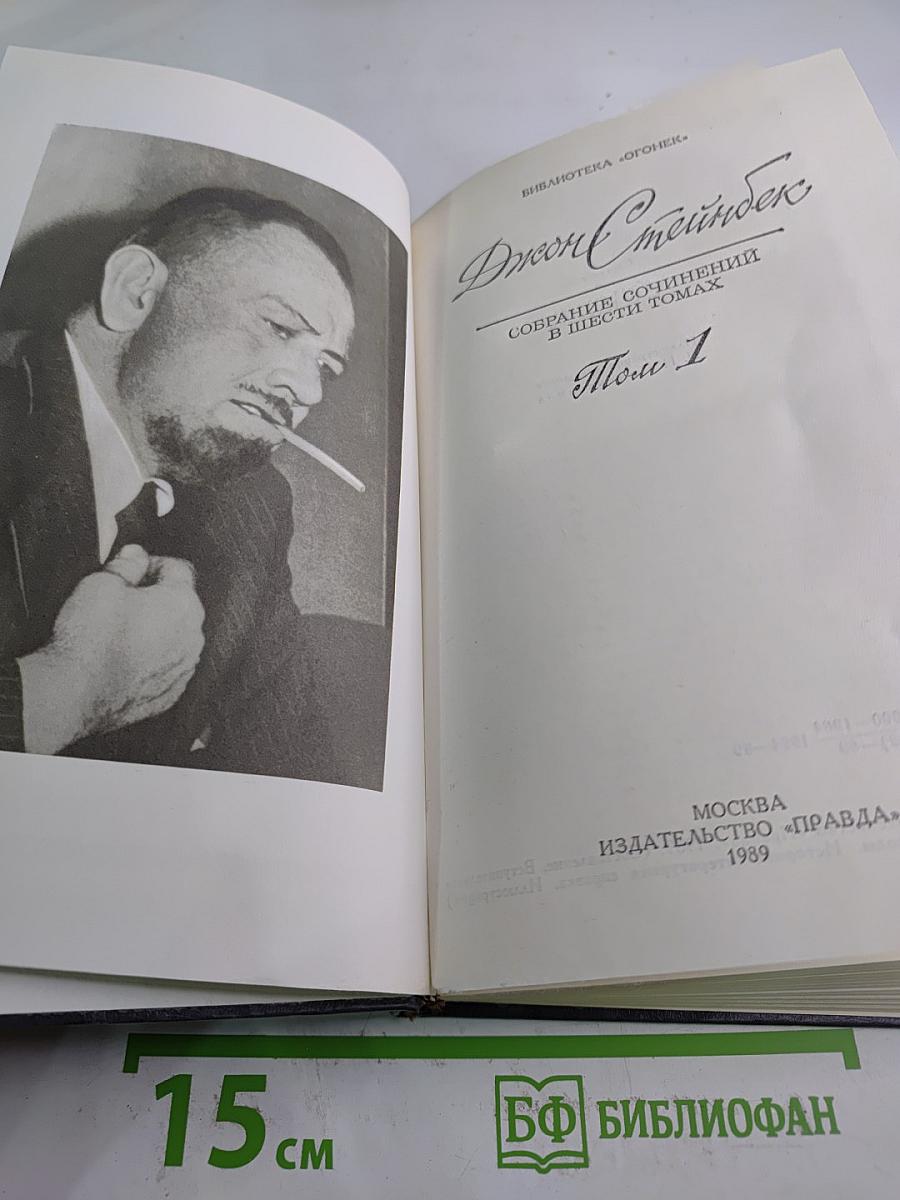 БИБЛИОТЕКА «ОГОНЕК»
Джон Стейнбек
СОБРАНИЕ СОЧИНЕНИЙ
В ШЕСТИ ТОМАХ
Том 1
МОСКВА
ИЗДАТЕЛЬСТВО «ПРАВДА»
1989
15 см
БФ БИБЛИОФАН